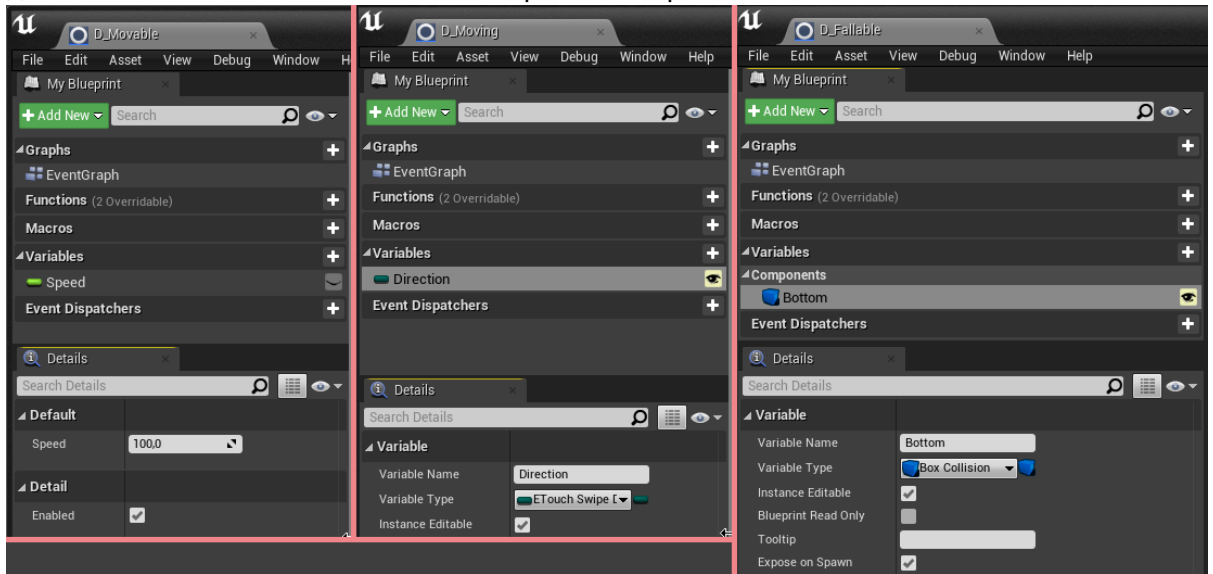 D_Movable
File Edit Asset View Debug Window H
My Blueprint
Add New Search
Graphs
EventGraph
Functions (2 Overridable)
Macros
Variables
Speed
Event Dispatchers
Details
Search Details
Default
Speed 100,0
Detail
Enabled
D_Moving
File Edit Asset View Debug Window Help
My Blueprint
Add New Search
Graphs
EventGraph
Functions (2 Overridable)
Macros
Variables
Direction
Event Dispatchers
Details
Search Details
Variable
Variable Name Direction
Variable Type ETouch Swipe D
Instance Editable
D_Fallable
File Edit Asset View Debug Window Help
My Blueprint
Add New Search
Graphs
EventGraph
Functions (2 Overridable)
Macros
Variables
Components
Bottom
Event Dispatchers
Details
Search Details
Variable
Variable Name Bottom
Variable Type Box Collision
Instance Editable
Blueprint Read Only
Tooltip
Expose on Spawn